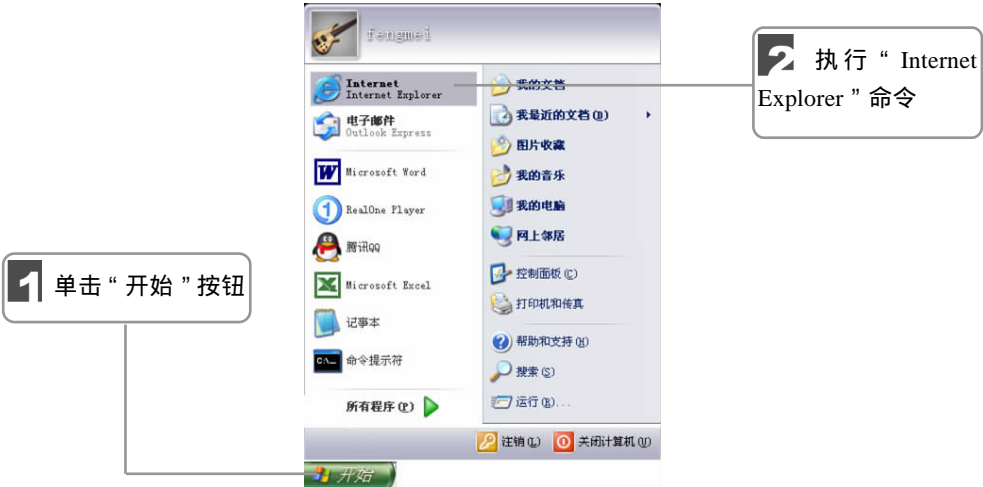 fengmei
Internet
Internet Explorer
电子邮件
Outlook Express
Microsoft Word
RealOne Player
腾讯QQ
Microsoft Excel
记事本
命令提示符
所有程序(P)
我的文档
我最近的文档(D)
图片收藏
我的音乐
我的电脑
网上邻居
控制面板(C)
打印机和传真
帮助和支持(H)
搜索(S)
运行(R)...
注销(L)
关闭计算机(U)
开始
1 单击“开始”按钮
2 执行“Internet
Explorer”命令